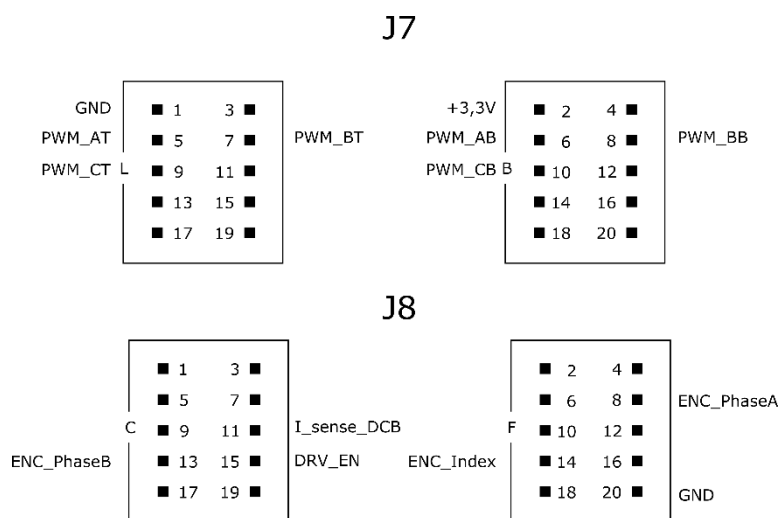 J7
GND 1 3
PWM_AT 5 7 PWM_BT
PWM_CT L 9 11
13 15
17 19
+3,3V 2 4
PWM_AB 6 8 PWM_BB
PWM_CB B 10 12
14 16
18 20
J8
1 3
5 7
C 9 11 I_sense_DCB
ENC_PhaseB 13 15 DRV_EN
17 19
2 4
6 8 ENC_PhaseA
F 10 12
ENC_Index 14 16
18 20 GND